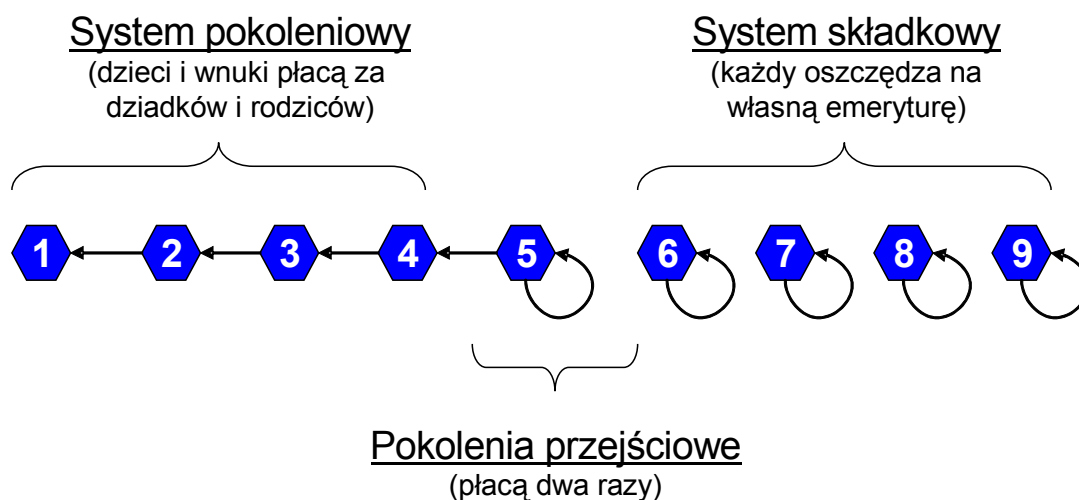 System pokoleniowy
(dzieci i wnuki płacą za
dziadków i rodziców)
System składkowy
(każdy oszczędza na
własną emeryturę)
1 2 3 4 5 6 7 8 9
Pokolenia przejściowe
(płacą dwa razy)